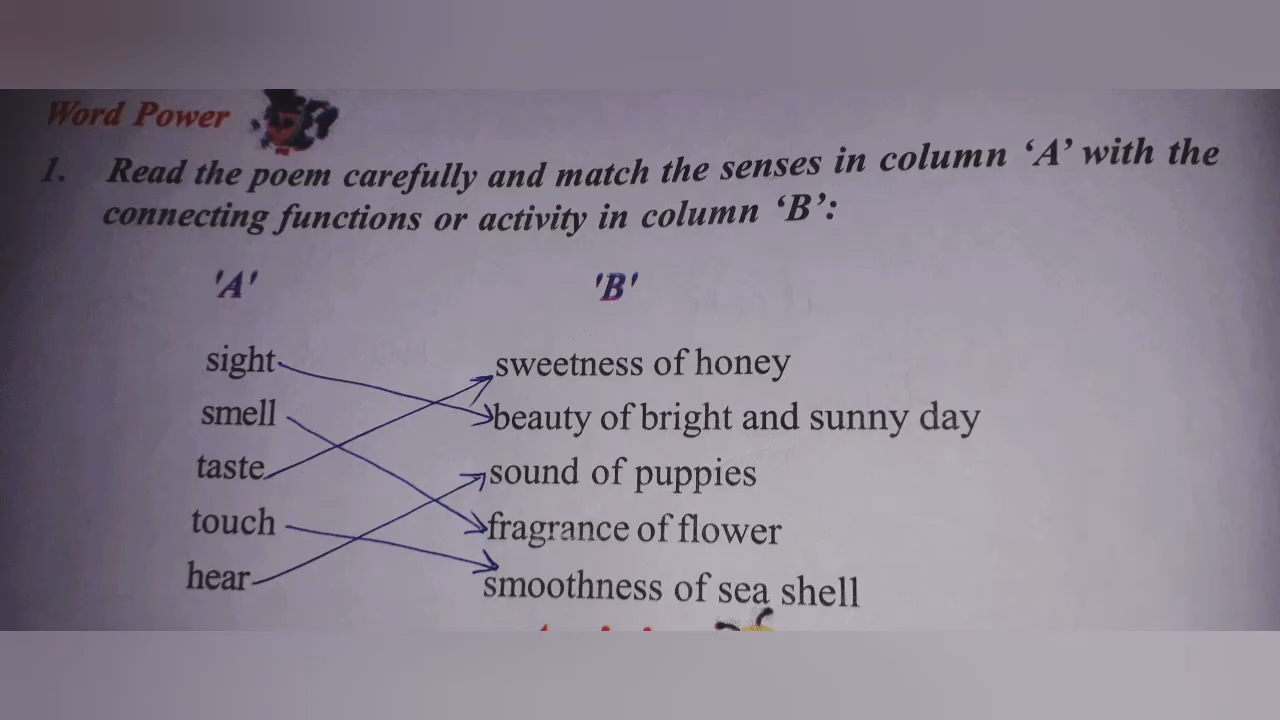 Word Power
1. Read the poem carefully and match the senses in column ‘A’ with the
connecting functions or activity in column ‘B’:
'A' 'B'
sight sweetness of honey
smell beauty of bright and sunny day
taste sound of puppies
touch fragrance of flower
hear smoothness of sea shell